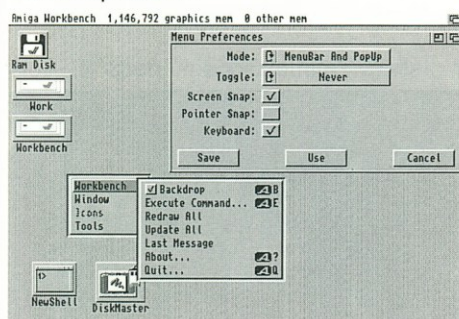 Amiga Workbench 1,146,792 graphics mem 0 other mem
Ram Disk
Work
Workbench
Menu Preferences
Mode: MenuBar And PopUp
Toggle: Never
Screen Snap:
Pointer Snap:
Keyboard:
Save Use Cancel
Workbench
Window
Icons
Tools
Backdrop A B
Execute Command... A E
Redraw All
Update All
Last Message
About... A ?
Quit... A Q
NewShell
DiskMaster